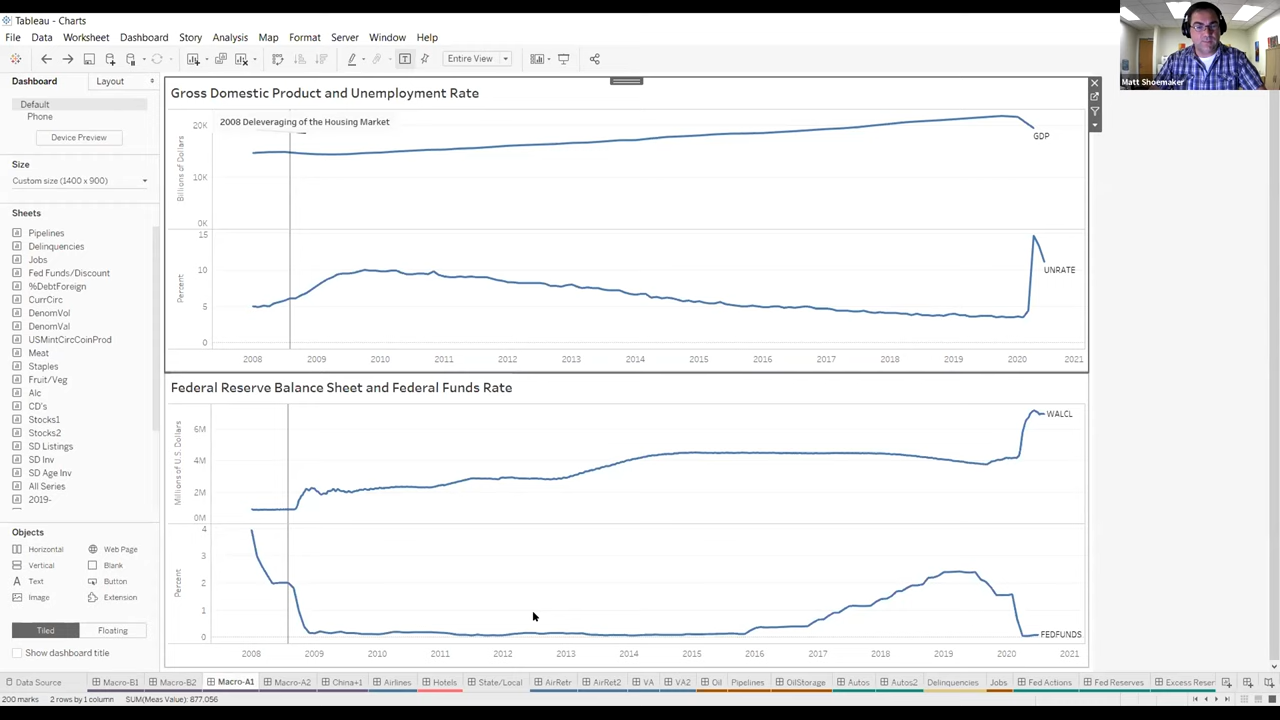 Tableau - Charts
File Data Worksheet Dashboard Story Analysis Map Format Server Window Help
Entire View
Matt Shoemaker
Dashboard Layout
Default
Phone
Device Preview
Size
Custom size (1400 x 900)
Sheets
Pipelines
Delinquencies
Jobs
Fed Funds/Discount
%DebtForeign
CurrCirc
DenomVol
DenomVal
USMintCircCoinProd
Meat
Staples
Fruit/Veg
Alc
CD's
Stocks1
Stocks2
SD Listings
SD Inv
SD Age Inv
All Series
2019-
Objects
Horizontal Web Page
Vertical Blank
Text Button
Image Extension
Tiled Floating
Show dashboard title
Gross Domestic Product and Unemployment Rate
2008 Deleveraging of the Housing Market
Billions of Dollars
20K
10K
0K
GDP
Percent
15
10
5
0
UNRATE
2008 2009 2010 2011 2012 2013 2014 2015 2016 2017 2018 2019 2020 2021
Federal Reserve Balance Sheet and Federal Funds Rate
Millions of U.S. Dollars
6M
4M
2M
0M
WALCL
Percent
4
3
2
1
0
FEDFUNDS
2008 2009 2010 2011 2012 2013 2014 2015 2016 2017 2018 2019 2020 2021
Data Source Macro-B1 Macro-B2 Macro-A1 Macro-A2 China+1 Airlines Hotels State/Local AirRetr AirRet2 VA VA2 Oil Pipelines OilStorage Autos Autos2 Delinquencies Jobs Fed Actions Fed Reserves Excess Reser
200 marks 2 rows by 1 column SUM(Meas Value): 877,056